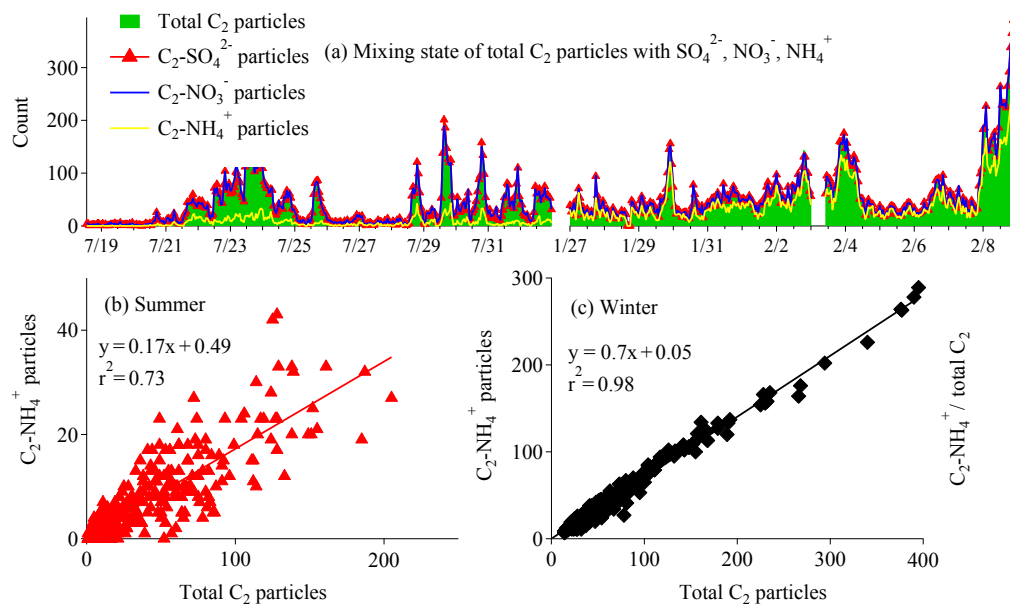 Total C₂ particles
C₂-SO₄²⁻ particles
C₂-NO₃⁻ particles
C₂-NH₄⁺ particles
(a) Mixing state of total C₂ particles with SO₄²⁻, NO₃⁻, NH₄⁺
Count
300
200
100
0
7/19 7/21 7/23 7/25 7/27 7/29 7/31 1/27 1/29 1/31 2/2 2/4 2/6 2/8
(b) Summer
y = 0.17x + 0.49
r² = 0.73
C₂-NH₄⁺ particles
40
20
0
0 100 200
Total C₂ particles
(c) Winter
y = 0.7x + 0.05
r² = 0.98
C₂-NH₄⁺ particles
300
200
100
0
0 100 200 300 400
Total C₂ particles
C₂-NH₄⁺ / total C₂